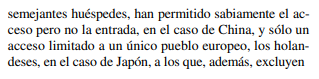 semejantes huéspedes, han permitido sabiamente el ac-
ceso pero no la entrada, en el caso de China, y sólo un
acceso limitado a un único pueblo europeo, los holan-
deses, en el caso de Japón, a los que, además, excluyen